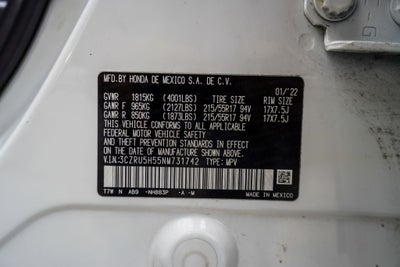 MFD.BY HONDA DE MEXICO S.A. DE C.V.
01/'22
GVWR 1815KG (4001LBS) TIRE SIZE RIM SIZE
GAWR F 965KG (2127LBS) 215/55R17 94V 17X7.5J
GAWR R 850KG (1873LBS) 215/55R17 94V 17X7.5J
THIS VEHICLE CONFORMS TO ALL APPLICABLE
FEDERAL MOTOR VEHICLE SAFETY
AND THEFT PREVENTION STANDARDS IN
EFFECT ON THE DATE OF MANUFACTURE
SHOWN ABOVE.
V.I.N:3CZRU5H55NM731742 TYPE: MPV
T7W N A89 -NH883P -A -M
MADE IN MEXICO